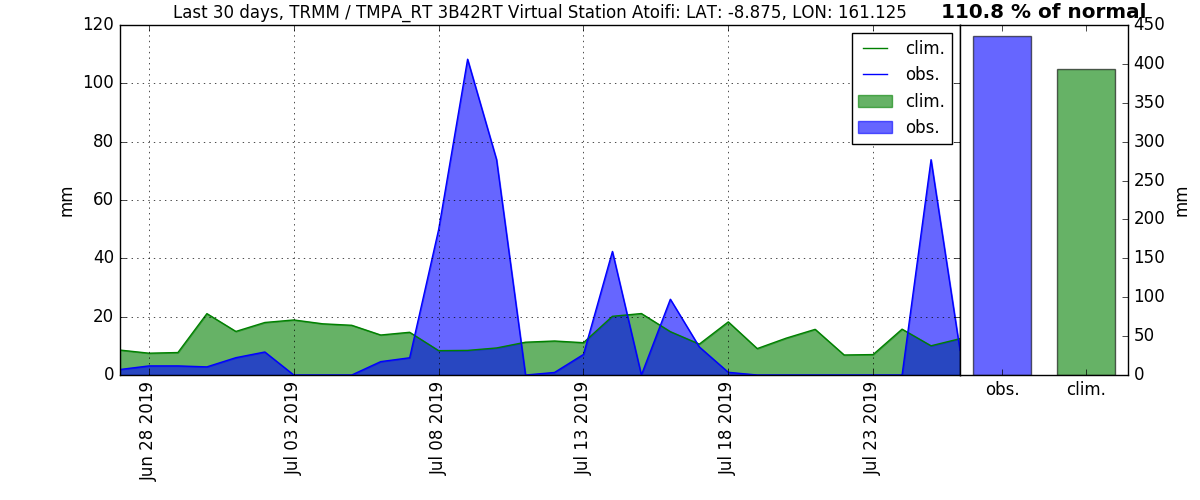 Last 30 days, TRMM / TMPA_RT 3B42RT Virtual Station Atoifi: LAT: -8.875, LON: 161.125
110.8 % of normal
120
100
80
60
40
20
0
mm
clim.
obs.
clim.
obs.
450
400
350
300
250
200
150
100
50
0
mm
Jun 28 2019
Jul 03 2019
Jul 08 2019
Jul 13 2019
Jul 18 2019
Jul 23 2019
obs.
clim.